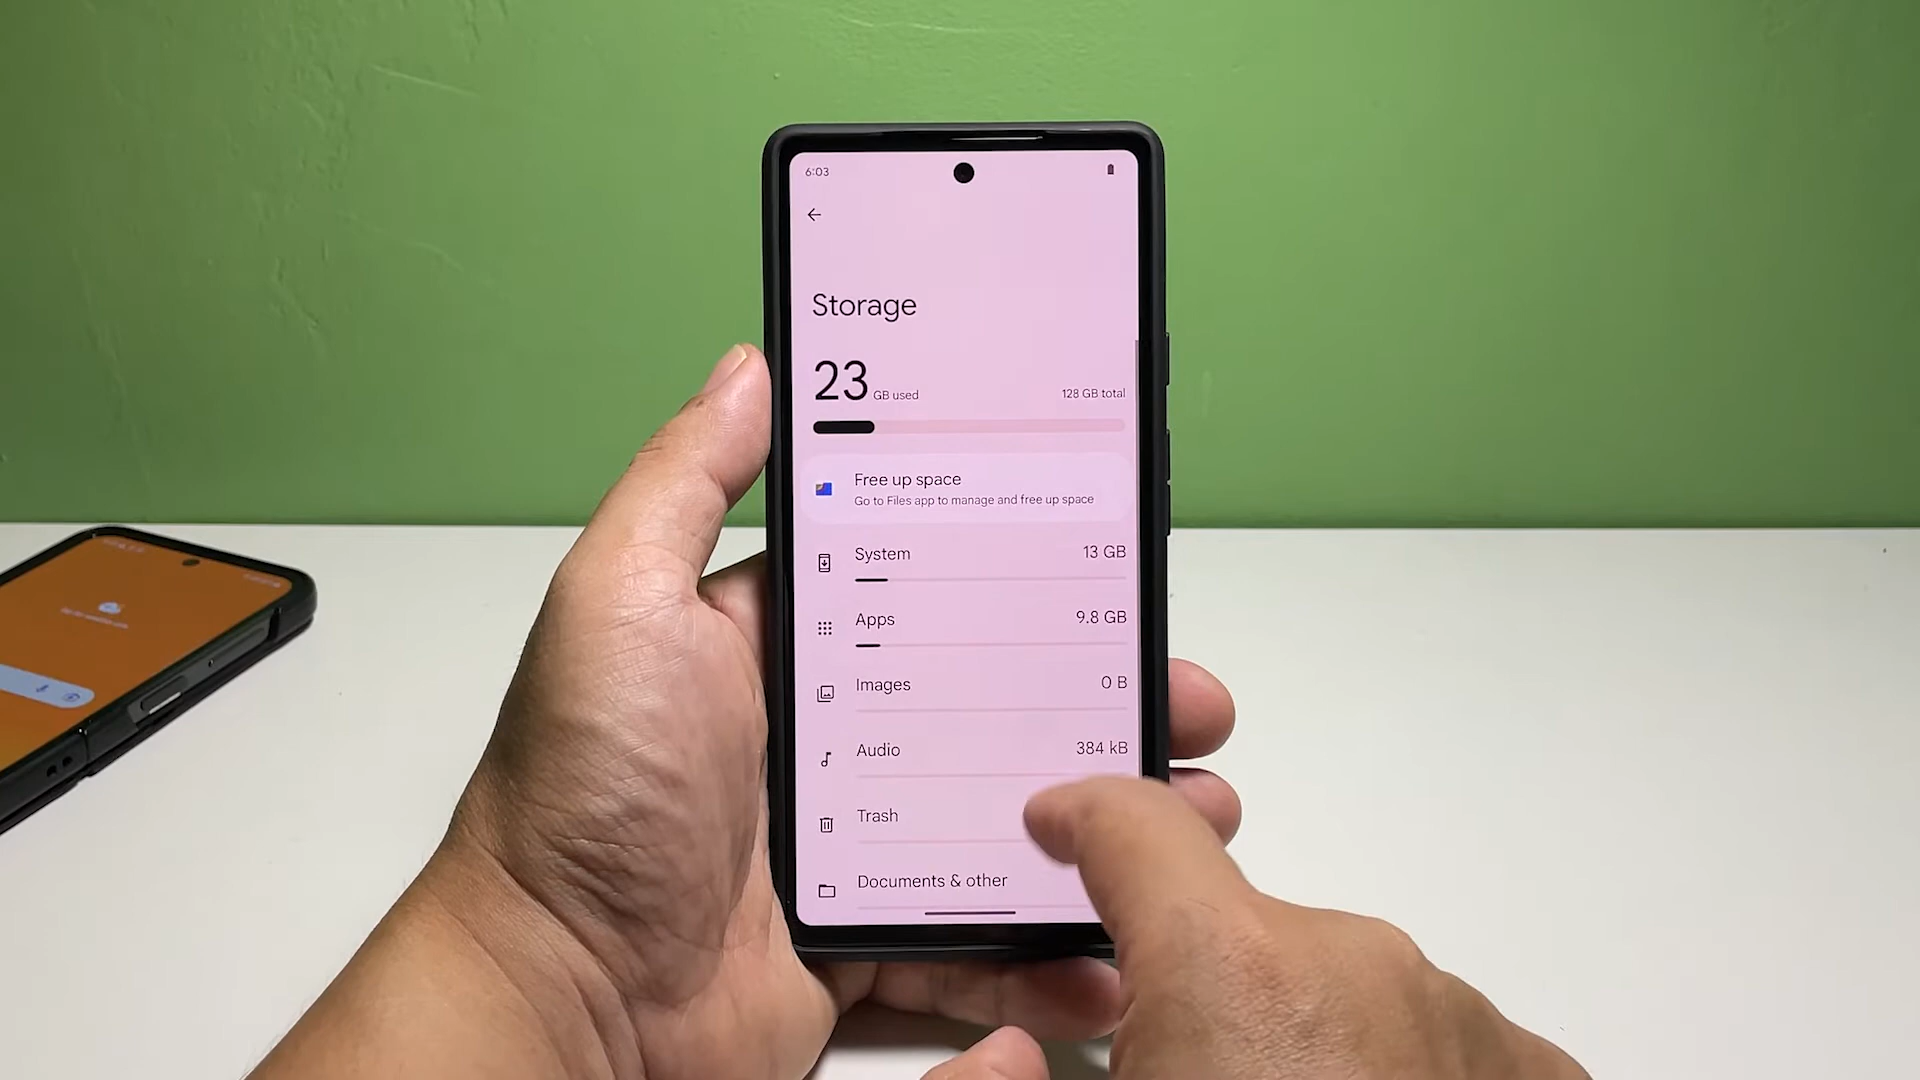 6:03
Storage
23 GB used
128 GB total
Free up space
Go to Files app to manage and free up space
System
13 GB
Apps
9.8 GB
Images
0 B
Audio
384 kB
Trash
Documents & other